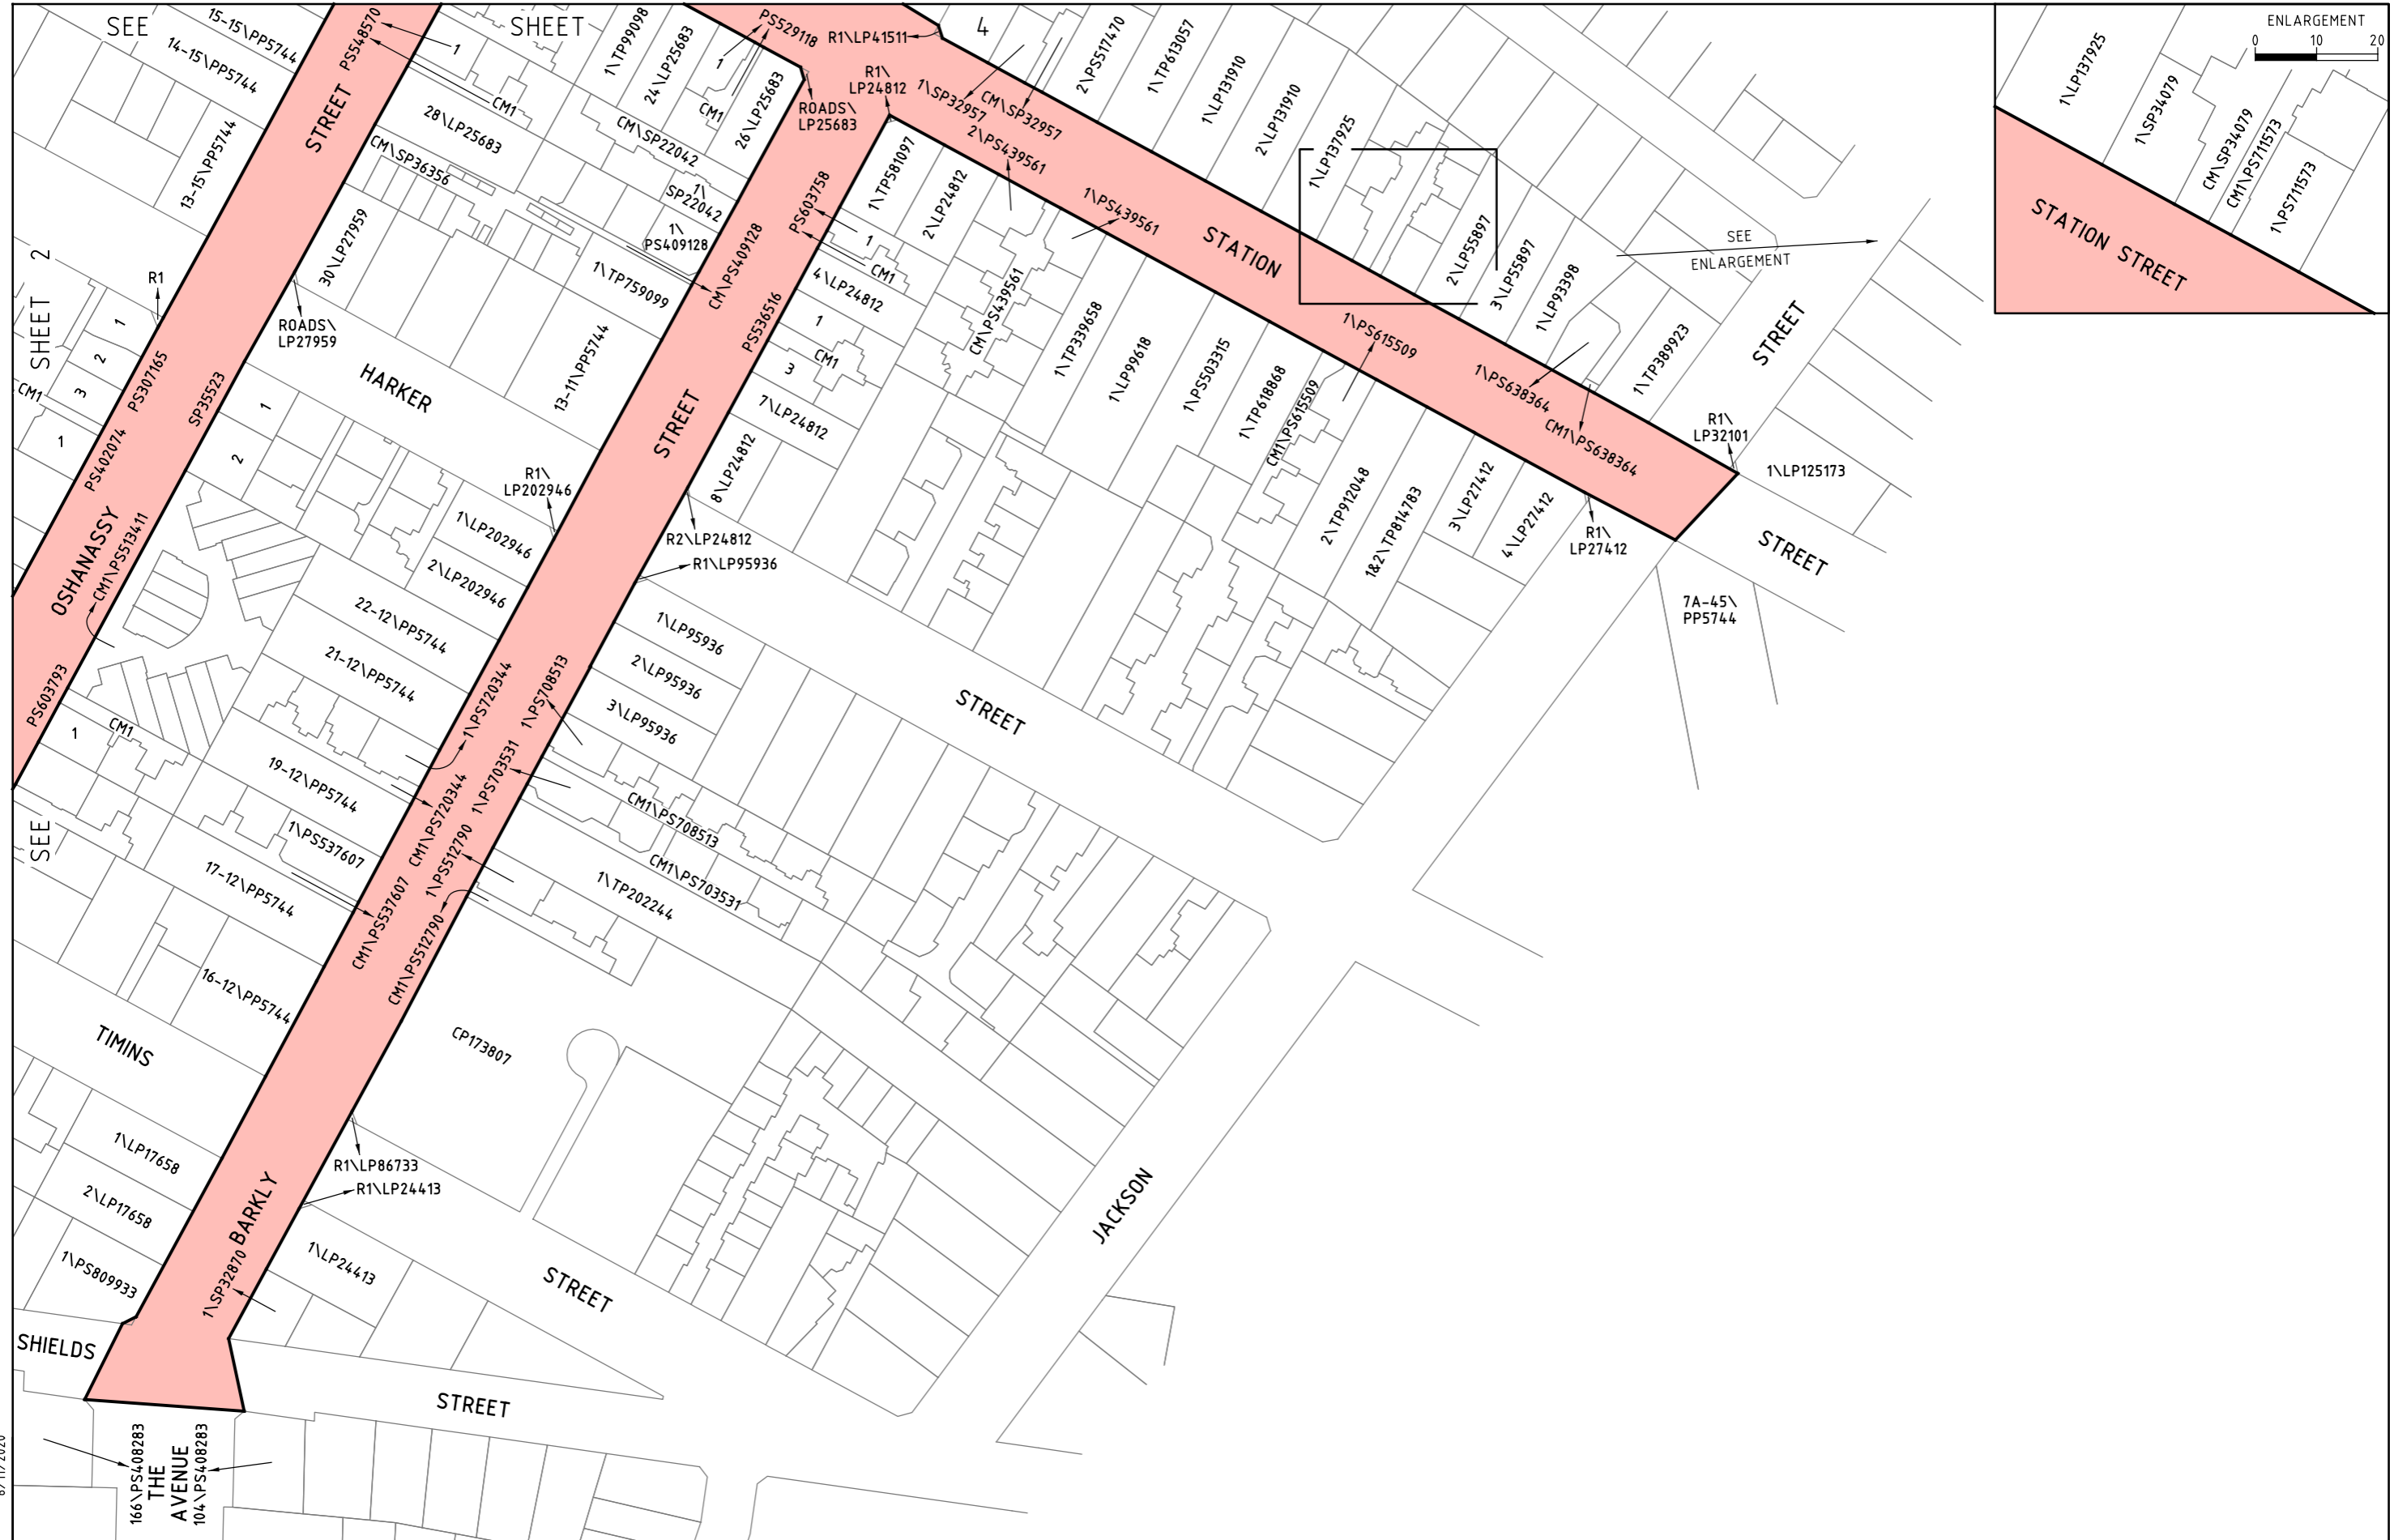 SEE
SHEET
4
15-15\PP5744
14-15\PP5744
13-15\PP5744
PS548570
STREET
1
CM1
28\LP25683
CM\SP36356
30\LP27959
ROADS\
LP27959
1\TP99098
24\LP25683
1
CM1
26\LP25683
CM\SP22042
1\
SP22042
1\
PS409128
1\TP759099
13-11\PP5744
HARKER
PS529118
R1\LP41511
R1\
LP24812
ROADS\
LP25683
1\SP32957
CM\SP32957
2\PS439561
1\PS439561
2\PS517470
1\TP613057
1\LP131910
2\LP131910
1\LP137925
2\LP55897
3\LP55897
1\LP93398
1\TP389923
SEE
ENLARGEMENT
STREET
STATION
1\PS615509
1\PS638364
CM1\PS638364
R1\
LP32101
1\LP125173
STREET
7A-45\
PP5744
R1\
LP27412
4\LP27412
3\LP27412
1&2\TP814783
2\TP912048
CM1\PS615509
1\TP618868
1\PS503315
1\LP99618
1\TP339658
CM\PS439561
2\LP24812
1\TP581097
PS603758
1
CM1
4\LP24812
CM\PS409128
PS536516
1
CM1
3
7\LP24812
8\LP24812
STREET
R2\LP24812
R1\LP95936
R1\
LP202946
SHEET 2
SEE
R1
1
2
3
CM1
1
PS307165
PS402074
SP35523
1
2
OSHANASSY
CM1\PS513411
PS603793
1
CM1
1\LP202946
2\LP202946
22-12\PP5744
21-12\PP5744
19-12\PP5744
1\PS537607
17-12\PP5744
16-12\PP5744
1\PS720344
CM1\PS720344
CM1\PS537607
1\PS708513
1\PS703531
1\PS512790
CM1\PS512790
1\LP95936
2\LP95936
3\LP95936
CM1\PS708513
CM1\PS703531
1\TP202244
STREET
CP173807
TIMINS
1\LP17658
2\LP17658
1\PS809933
R1\LP86733
R1\LP24413
BARKLY
1\SP32870
1\LP24413
STREET
JACKSON
SHIELDS
STREET
166\PS408283
THE
AVENUE
104\PS408283
ENLARGEMENT
0 10 20
1\LP137925
1\SP34079
CM\SP34079
CM1\PS711573
1\PS711573
STATION STREET